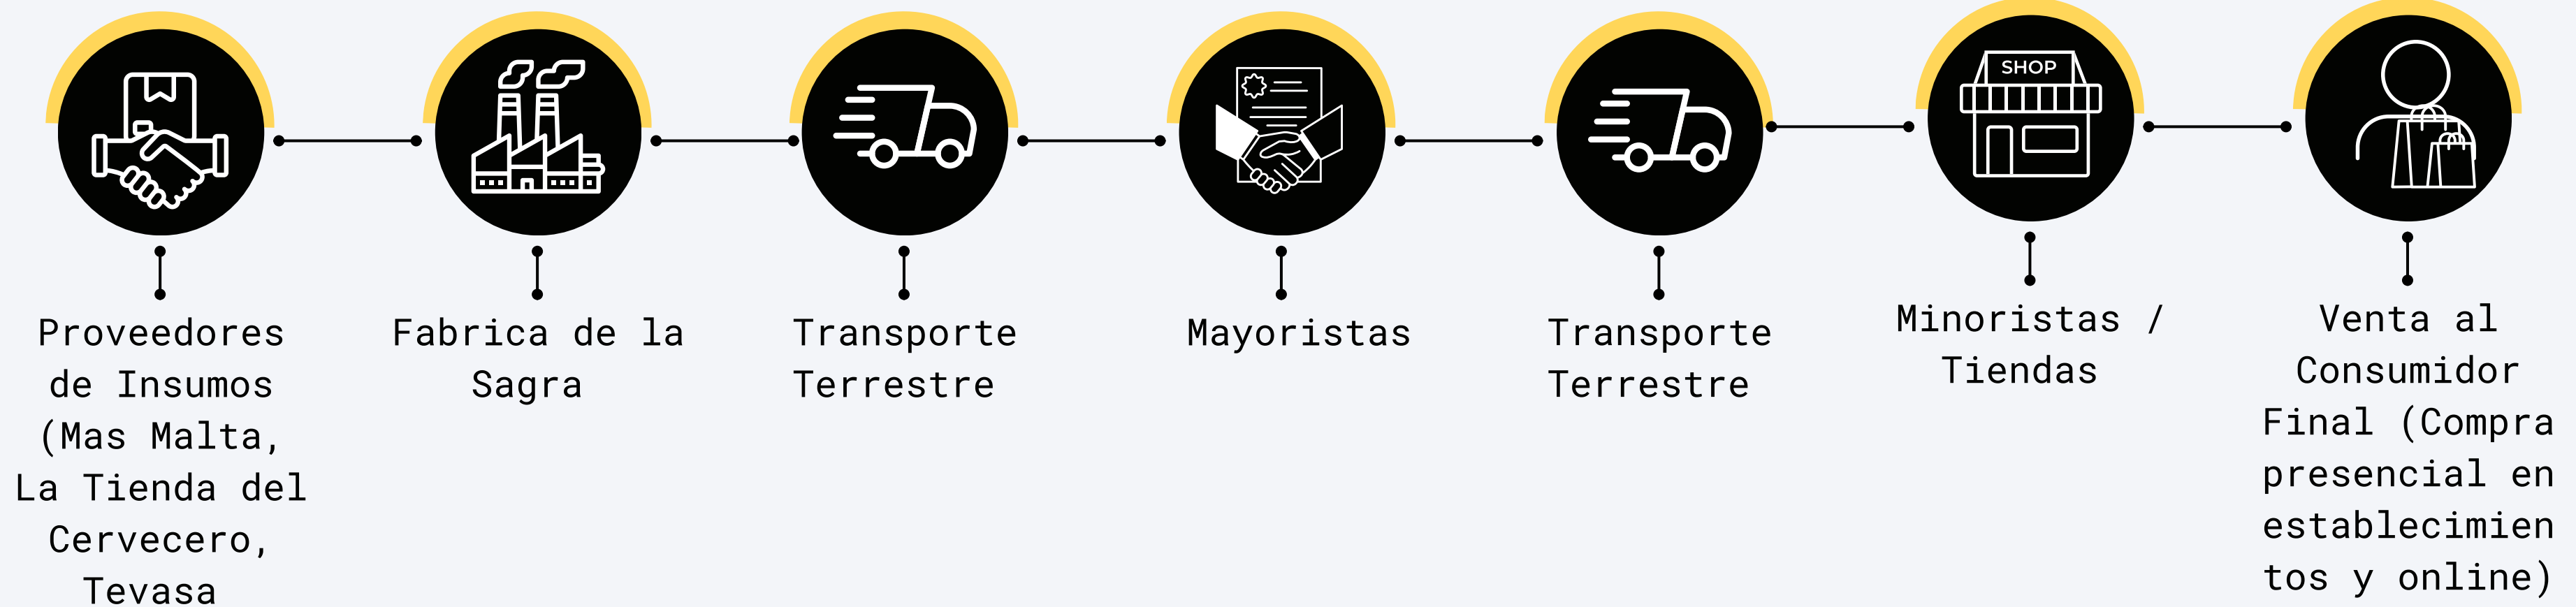 SHOP
Proveedores
de Insumos
(Mas Malta,
La Tienda del
Cervecero,
Tevasa
Fabrica de la
Sagra
Transporte
Terrestre
Mayoristas
Transporte
Terrestre
Minoristas /
Tiendas
Venta al
Consumidor
Final (Compra
presencial en
establecimien
tos y online)